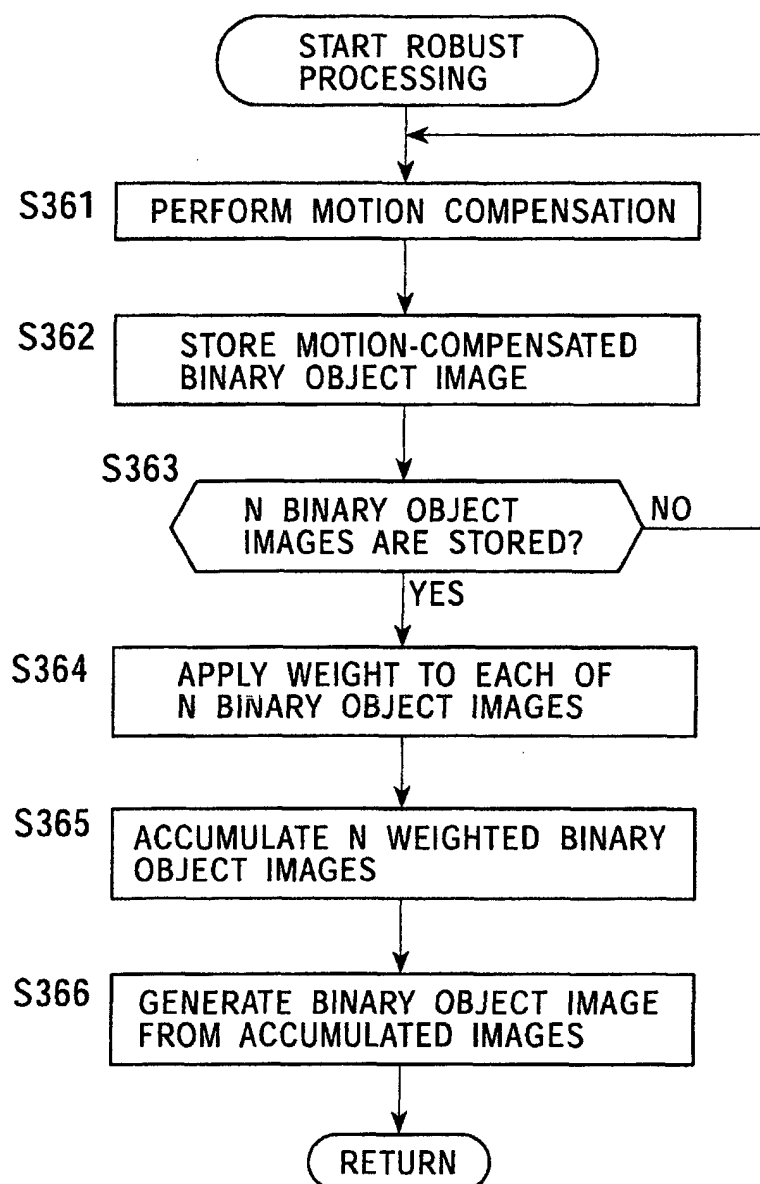 START ROBUST
PROCESSING
S361
PERFORM MOTION COMPENSATION
S362
STORE MOTION-COMPENSATED
BINARY OBJECT IMAGE
S363
N BINARY OBJECT
IMAGES ARE STORED?
NO
YES
S364
APPLY WEIGHT TO EACH OF
N BINARY OBJECT IMAGES
S365
ACCUMULATE N WEIGHTED BINARY
OBJECT IMAGES
S366
GENERATE BINARY OBJECT IMAGE
FROM ACCUMULATED IMAGES
RETURN